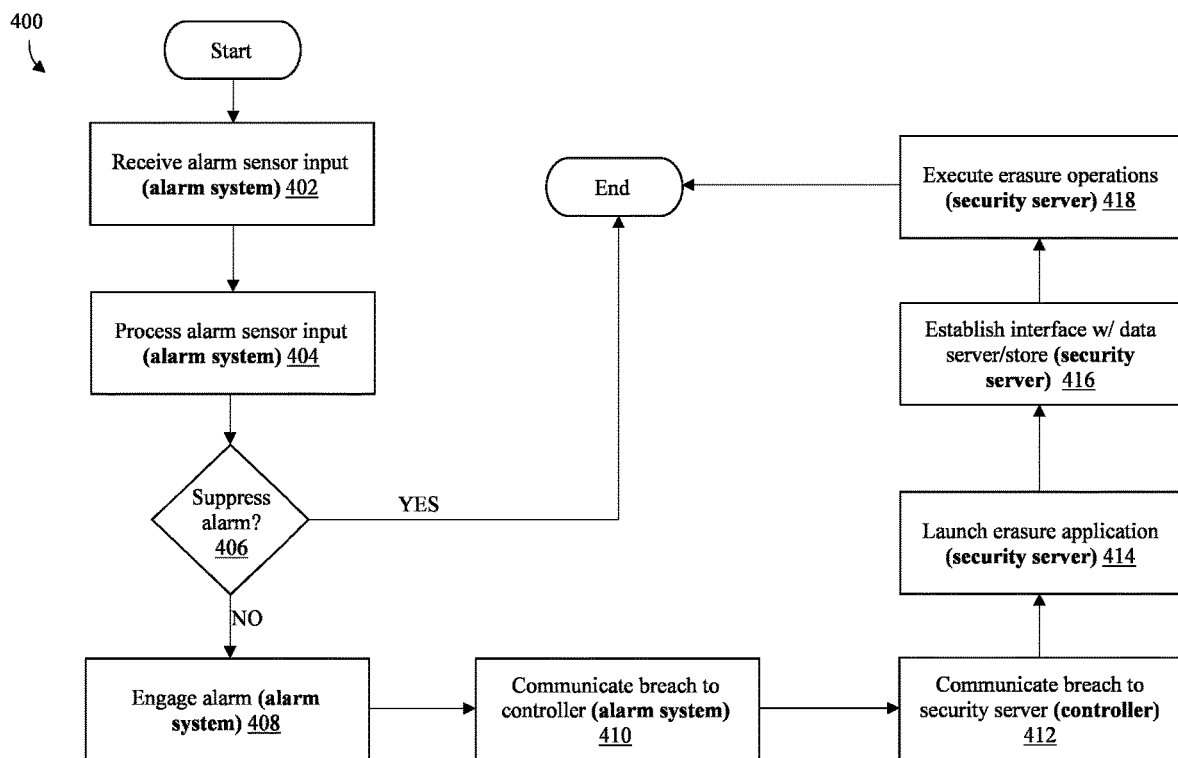 400
Start
Receive alarm sensor input
(alarm system) 402
Process alarm sensor input
(alarm system) 404
Suppress
alarm?
406
YES
NO
Engage alarm (alarm
system) 408
Communicate breach to
controller (alarm system)
410
Communicate breach to
security server (controller)
412
Launch erasure application
(security server) 414
Establish interface w/ data
server/store (security
server) 416
Execute erasure operations
(security server) 418
End